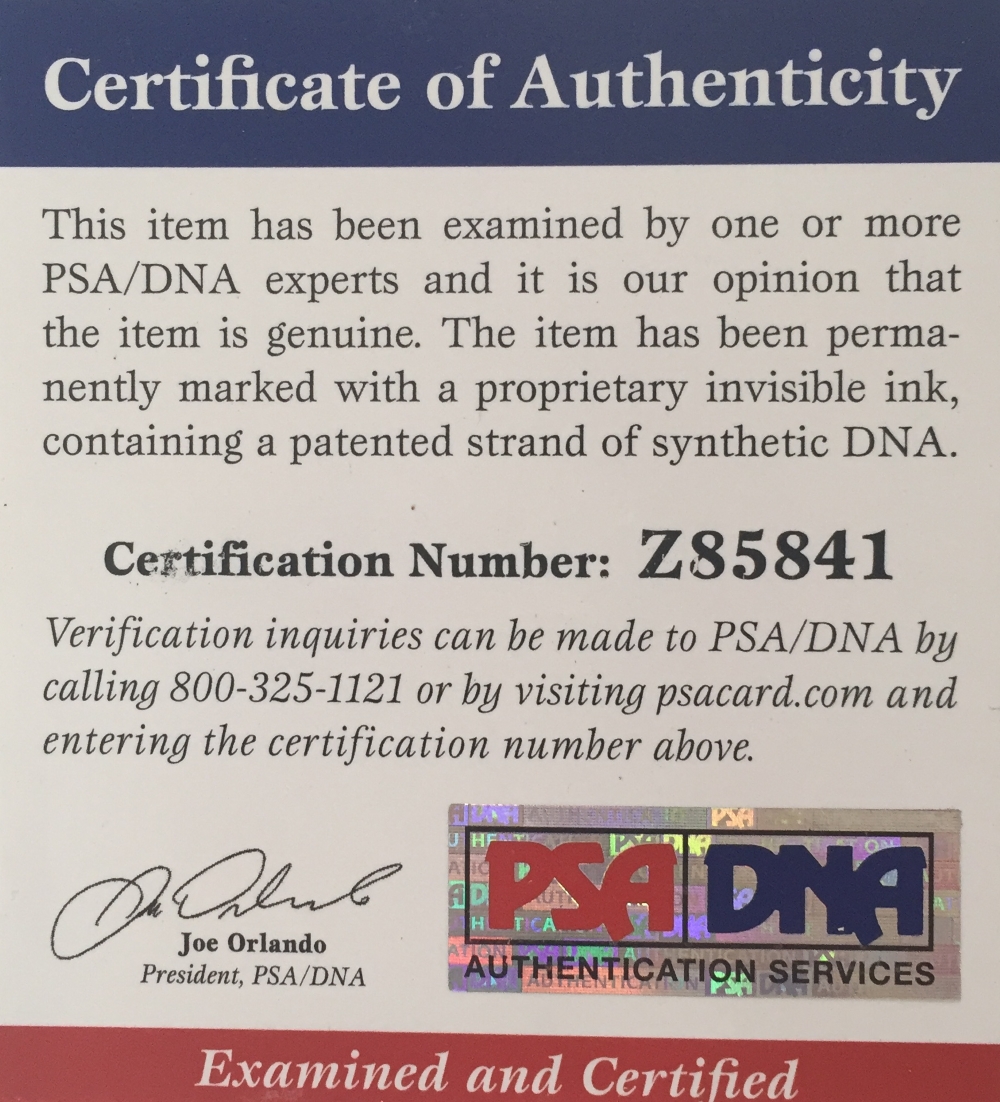 Certificate of Authenticity
This item has been examined by one or more
PSA/DNA experts and it is our opinion that
the item is genuine. The item has been perma-
nently marked with a proprietary invisible ink,
containing a patented strand of synthetic DNA.
Certification Number: Z85841
Verification inquiries can be made to PSA/DNA by
calling 800-325-1121 or by visiting psacard.com and
entering the certification number above.
Joe Orlando
President, PSA/DNA
PSA DNA
AUTHENTICATION SERVICES
Examined and Certified